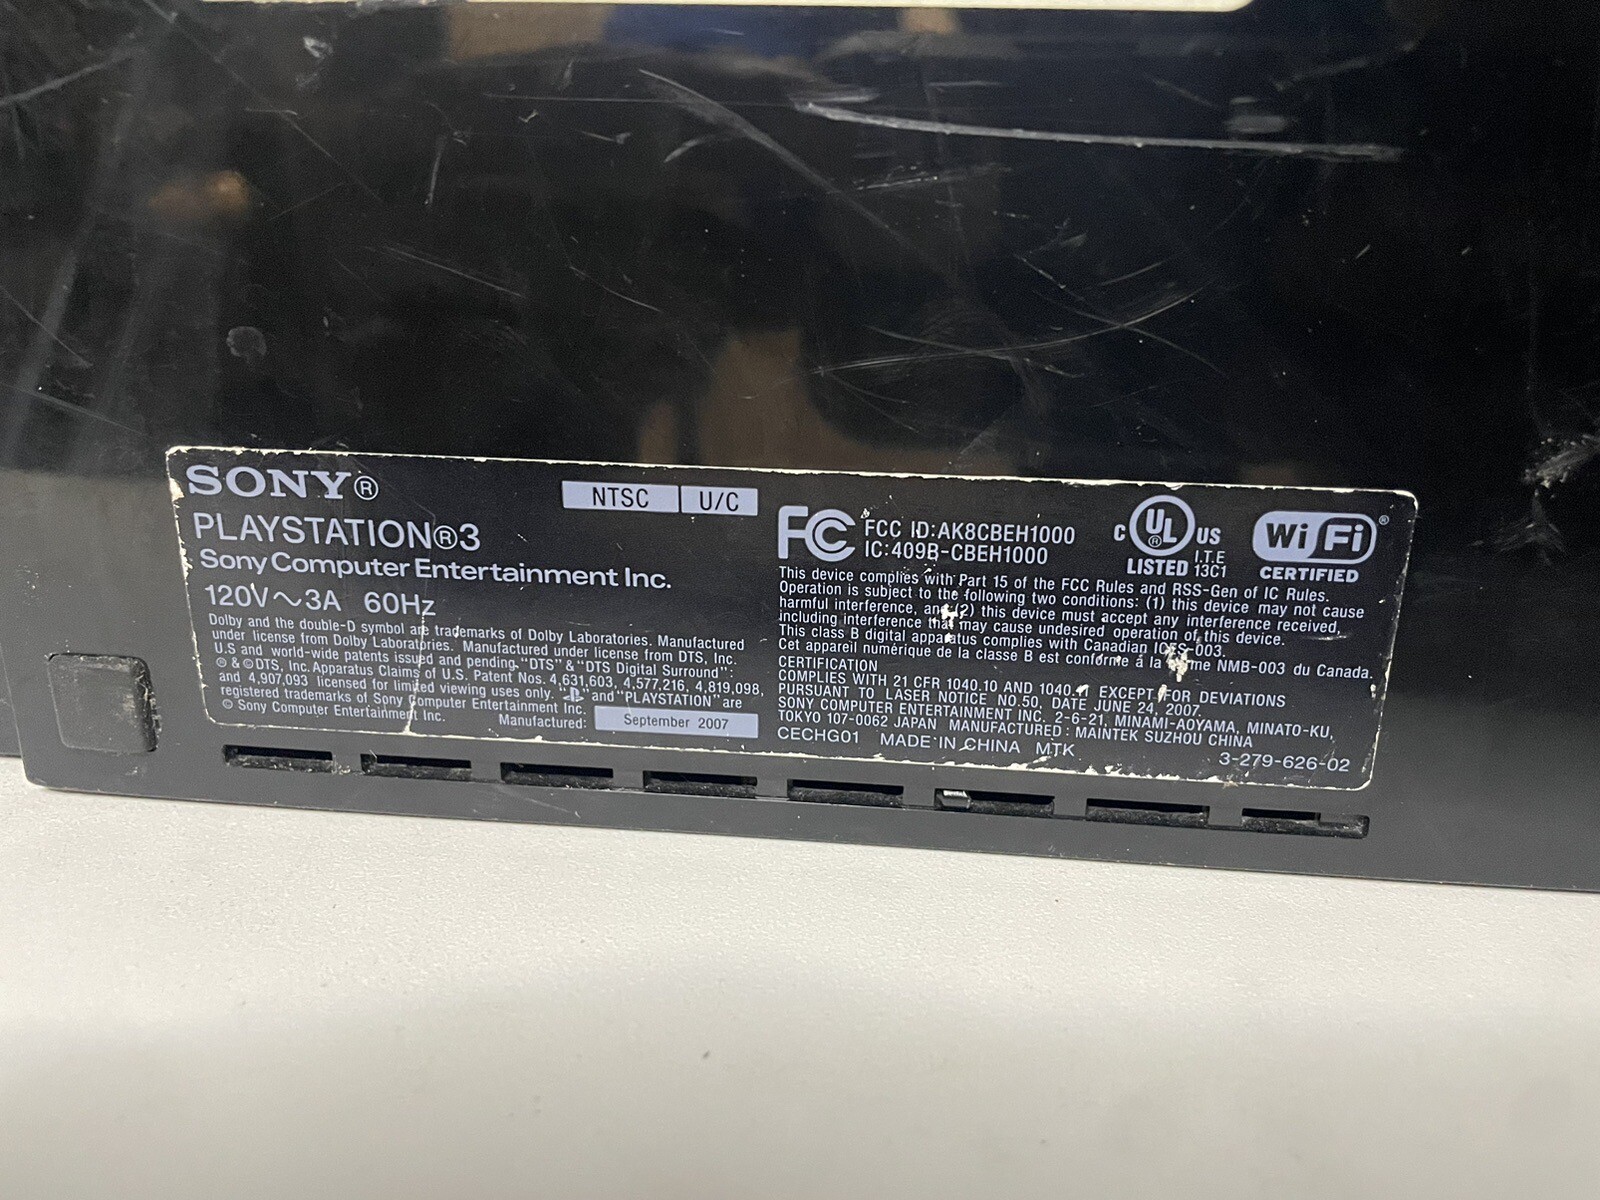 SONY®
NTSC U/C
PLAYSTATION®3
Sony Computer Entertainment Inc.
120V～3A 60Hz
Dolby and the double-D symbol are trademarks of Dolby Laboratories. Manufactured
under license from Dolby Laboratories. Manufactured under license from DTS, Inc.
U.S and world-wide patents issued and pending. "DTS" & "DTS Digital Surround":
® & © DTS, Inc. Apparatus Claims of U.S. Patent Nos. 4,631,603, 4,577,216, 4,819,098,
and 4,907,093 licensed for limited viewing uses only. " " and "PLAYSTATION" are
registered trademarks of Sony Computer Entertainment Inc.
© Sony Computer Entertainment Inc.
Manufactured: September 2007
FC FCC ID:AK8CBEH1000
IC:409B-CBEH1000
C UL® US
LISTED I.T.E. 13C1
Wi Fi®
CERTIFIED
This device complies with Part 15 of the FCC Rules and RSS-Gen of IC Rules.
Operation is subject to the following two conditions: (1) this device may not cause
harmful interference, and (2) this device must accept any interference received,
including interference that may cause undesired operation of this device.
This class B digital apparatus complies with Canadian ICES-003.
Cet appareil numérique de la classe B est conforme á la NMB-003 du Canada.
CERTIFICATION
COMPLIES WITH 21 CFR 1040.10 AND 1040.11 EXCEPT FOR DEVIATIONS
PURSUANT TO LASER NOTICE NO.50, DATE JUNE 24, 2007.
SONY COMPUTER ENTERTAINMENT INC. 2-6-21, MINAMI-AOYAMA, MINATO-KU,
TOKYO 107-0062 JAPAN MANUFACTURED : MAINTEK SUZHOU CHINA
CECHG01 MADE IN CHINA MTK
3-279-626-02